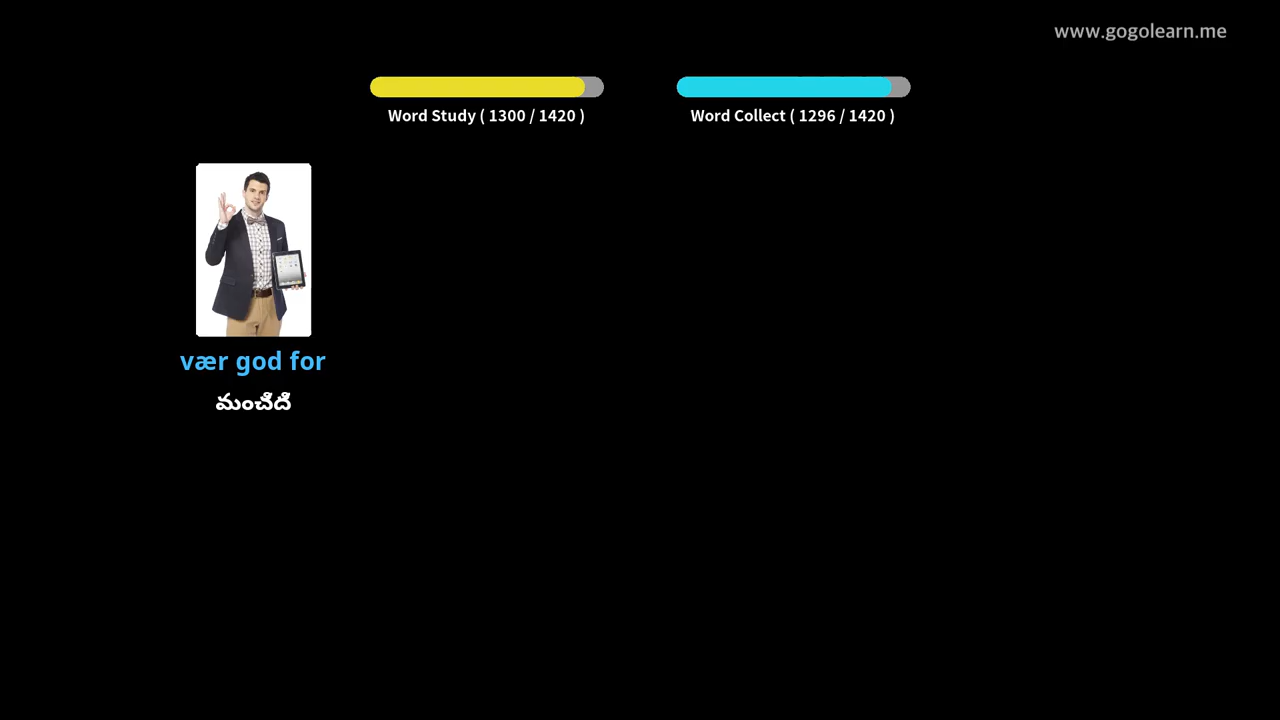 www.gogolearn.me
Word Study ( 1300 / 1420 )
Word Collect ( 1296 / 1420 )
vær god for
మంచిది